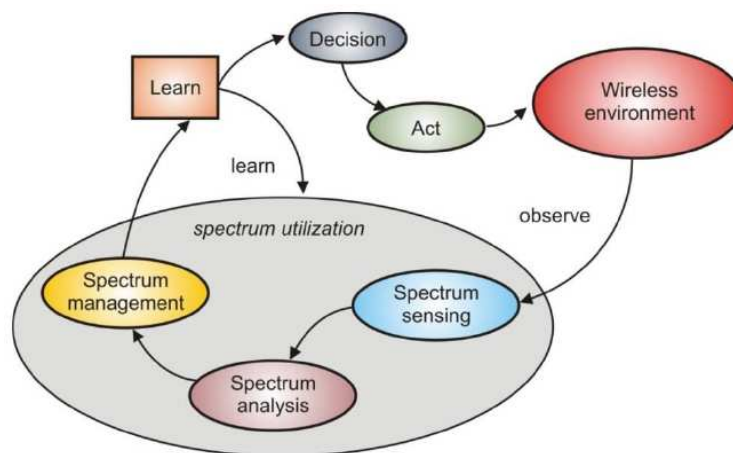 Decision
Learn
Wireless
environment
Act
learn
observe
spectrum utilization
Spectrum
management
Spectrum
sensing
Spectrum
analysis